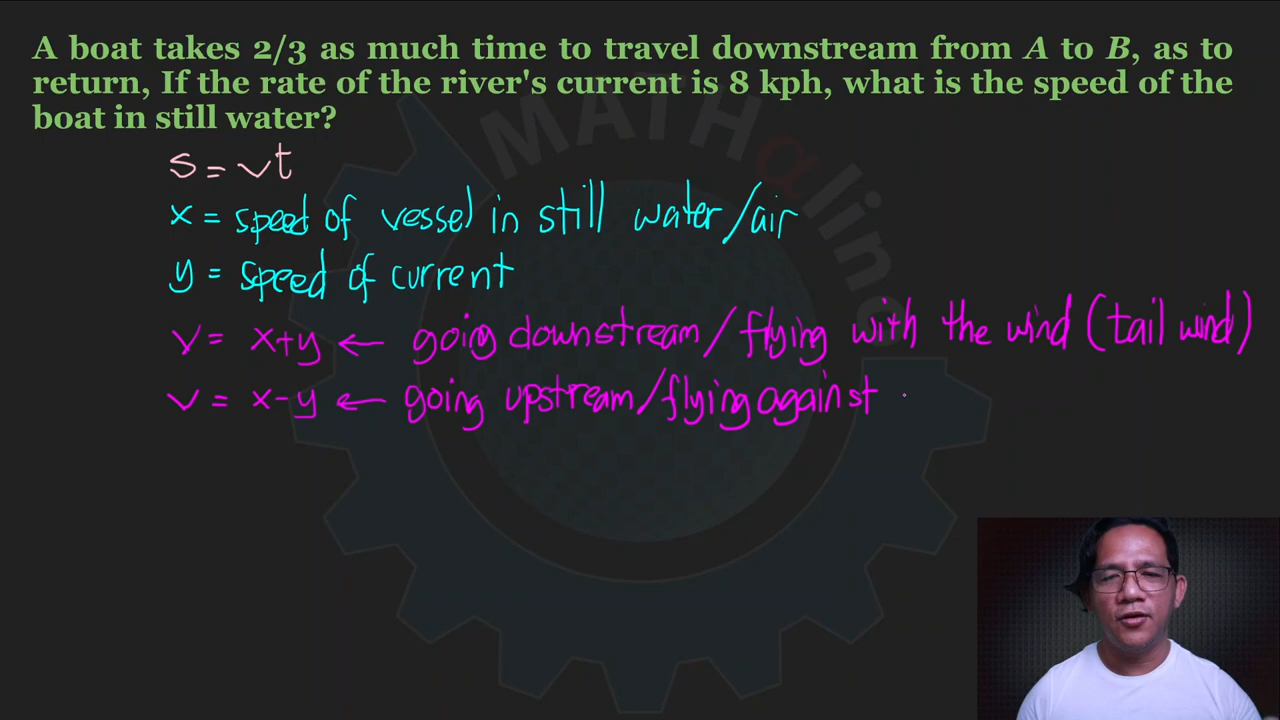 A boat takes 2/3 as much time to travel downstream from A to B, as to
return, If the rate of the river's current is 8 kph, what is the speed of the
boat in still water?
s = vt
x = speed of vessel in still water/air
y = speed of current
v = x+y ← going downstream/flying with the wind (tail wind)
v = x-y ← going upstream/flying against
MATHalino